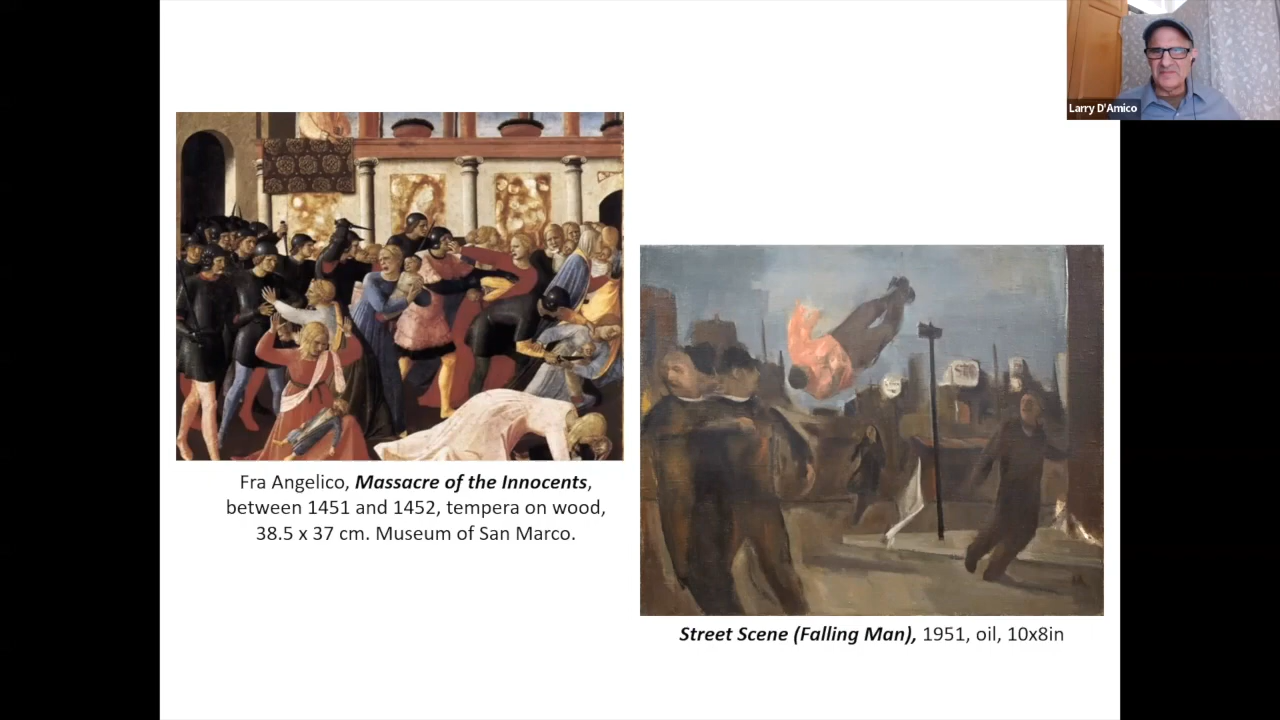 Larry D'Amico
Fra Angelico, Massacre of the Innocents,
between 1451 and 1452, tempera on wood,
38.5 x 37 cm. Museum of San Marco.
Street Scene (Falling Man), 1951, oil, 10x8in